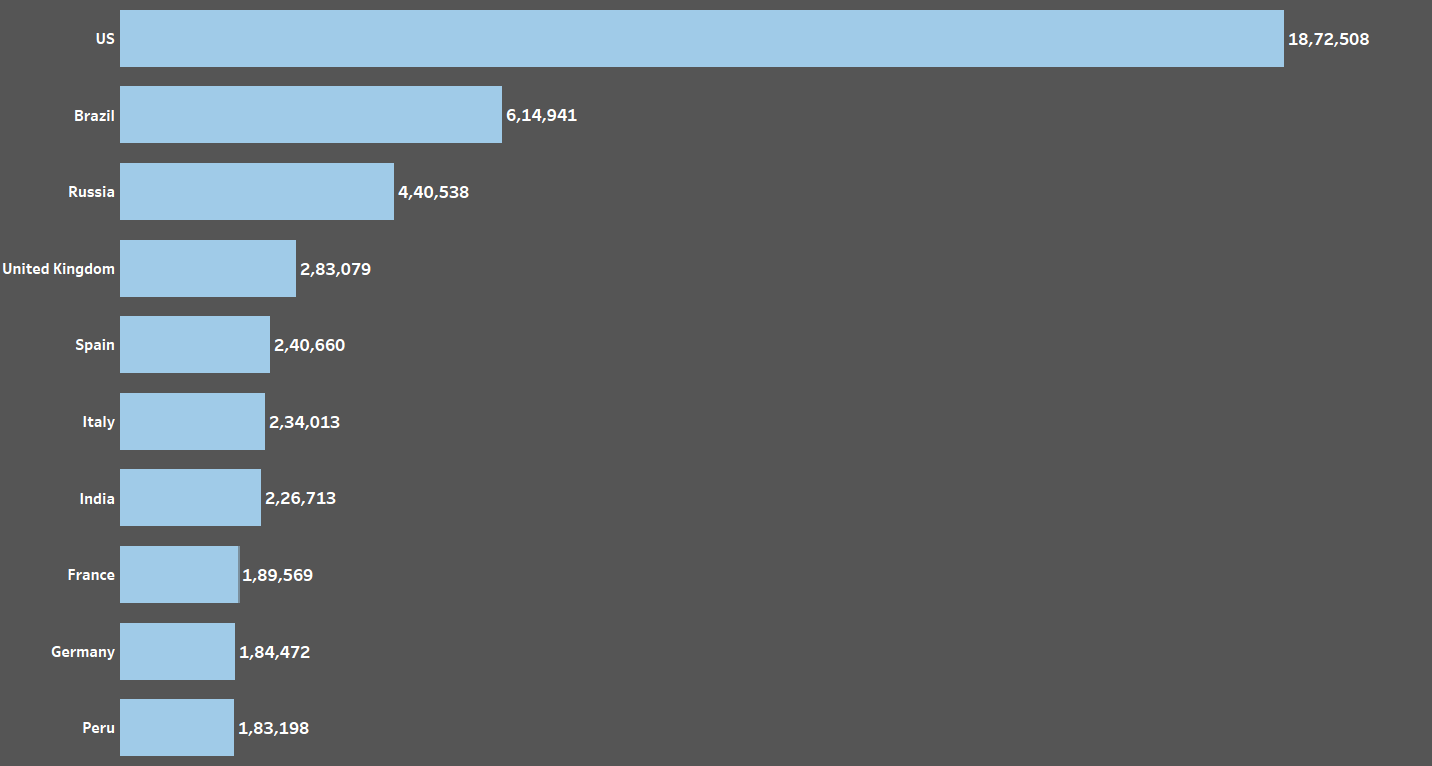 US 18,72,508
Brazil 6,14,941
Russia 4,40,538
United Kingdom 2,83,079
Spain 2,40,660
Italy 2,34,013
India 2,26,713
France 1,89,569
Germany 1,84,472
Peru 1,83,198